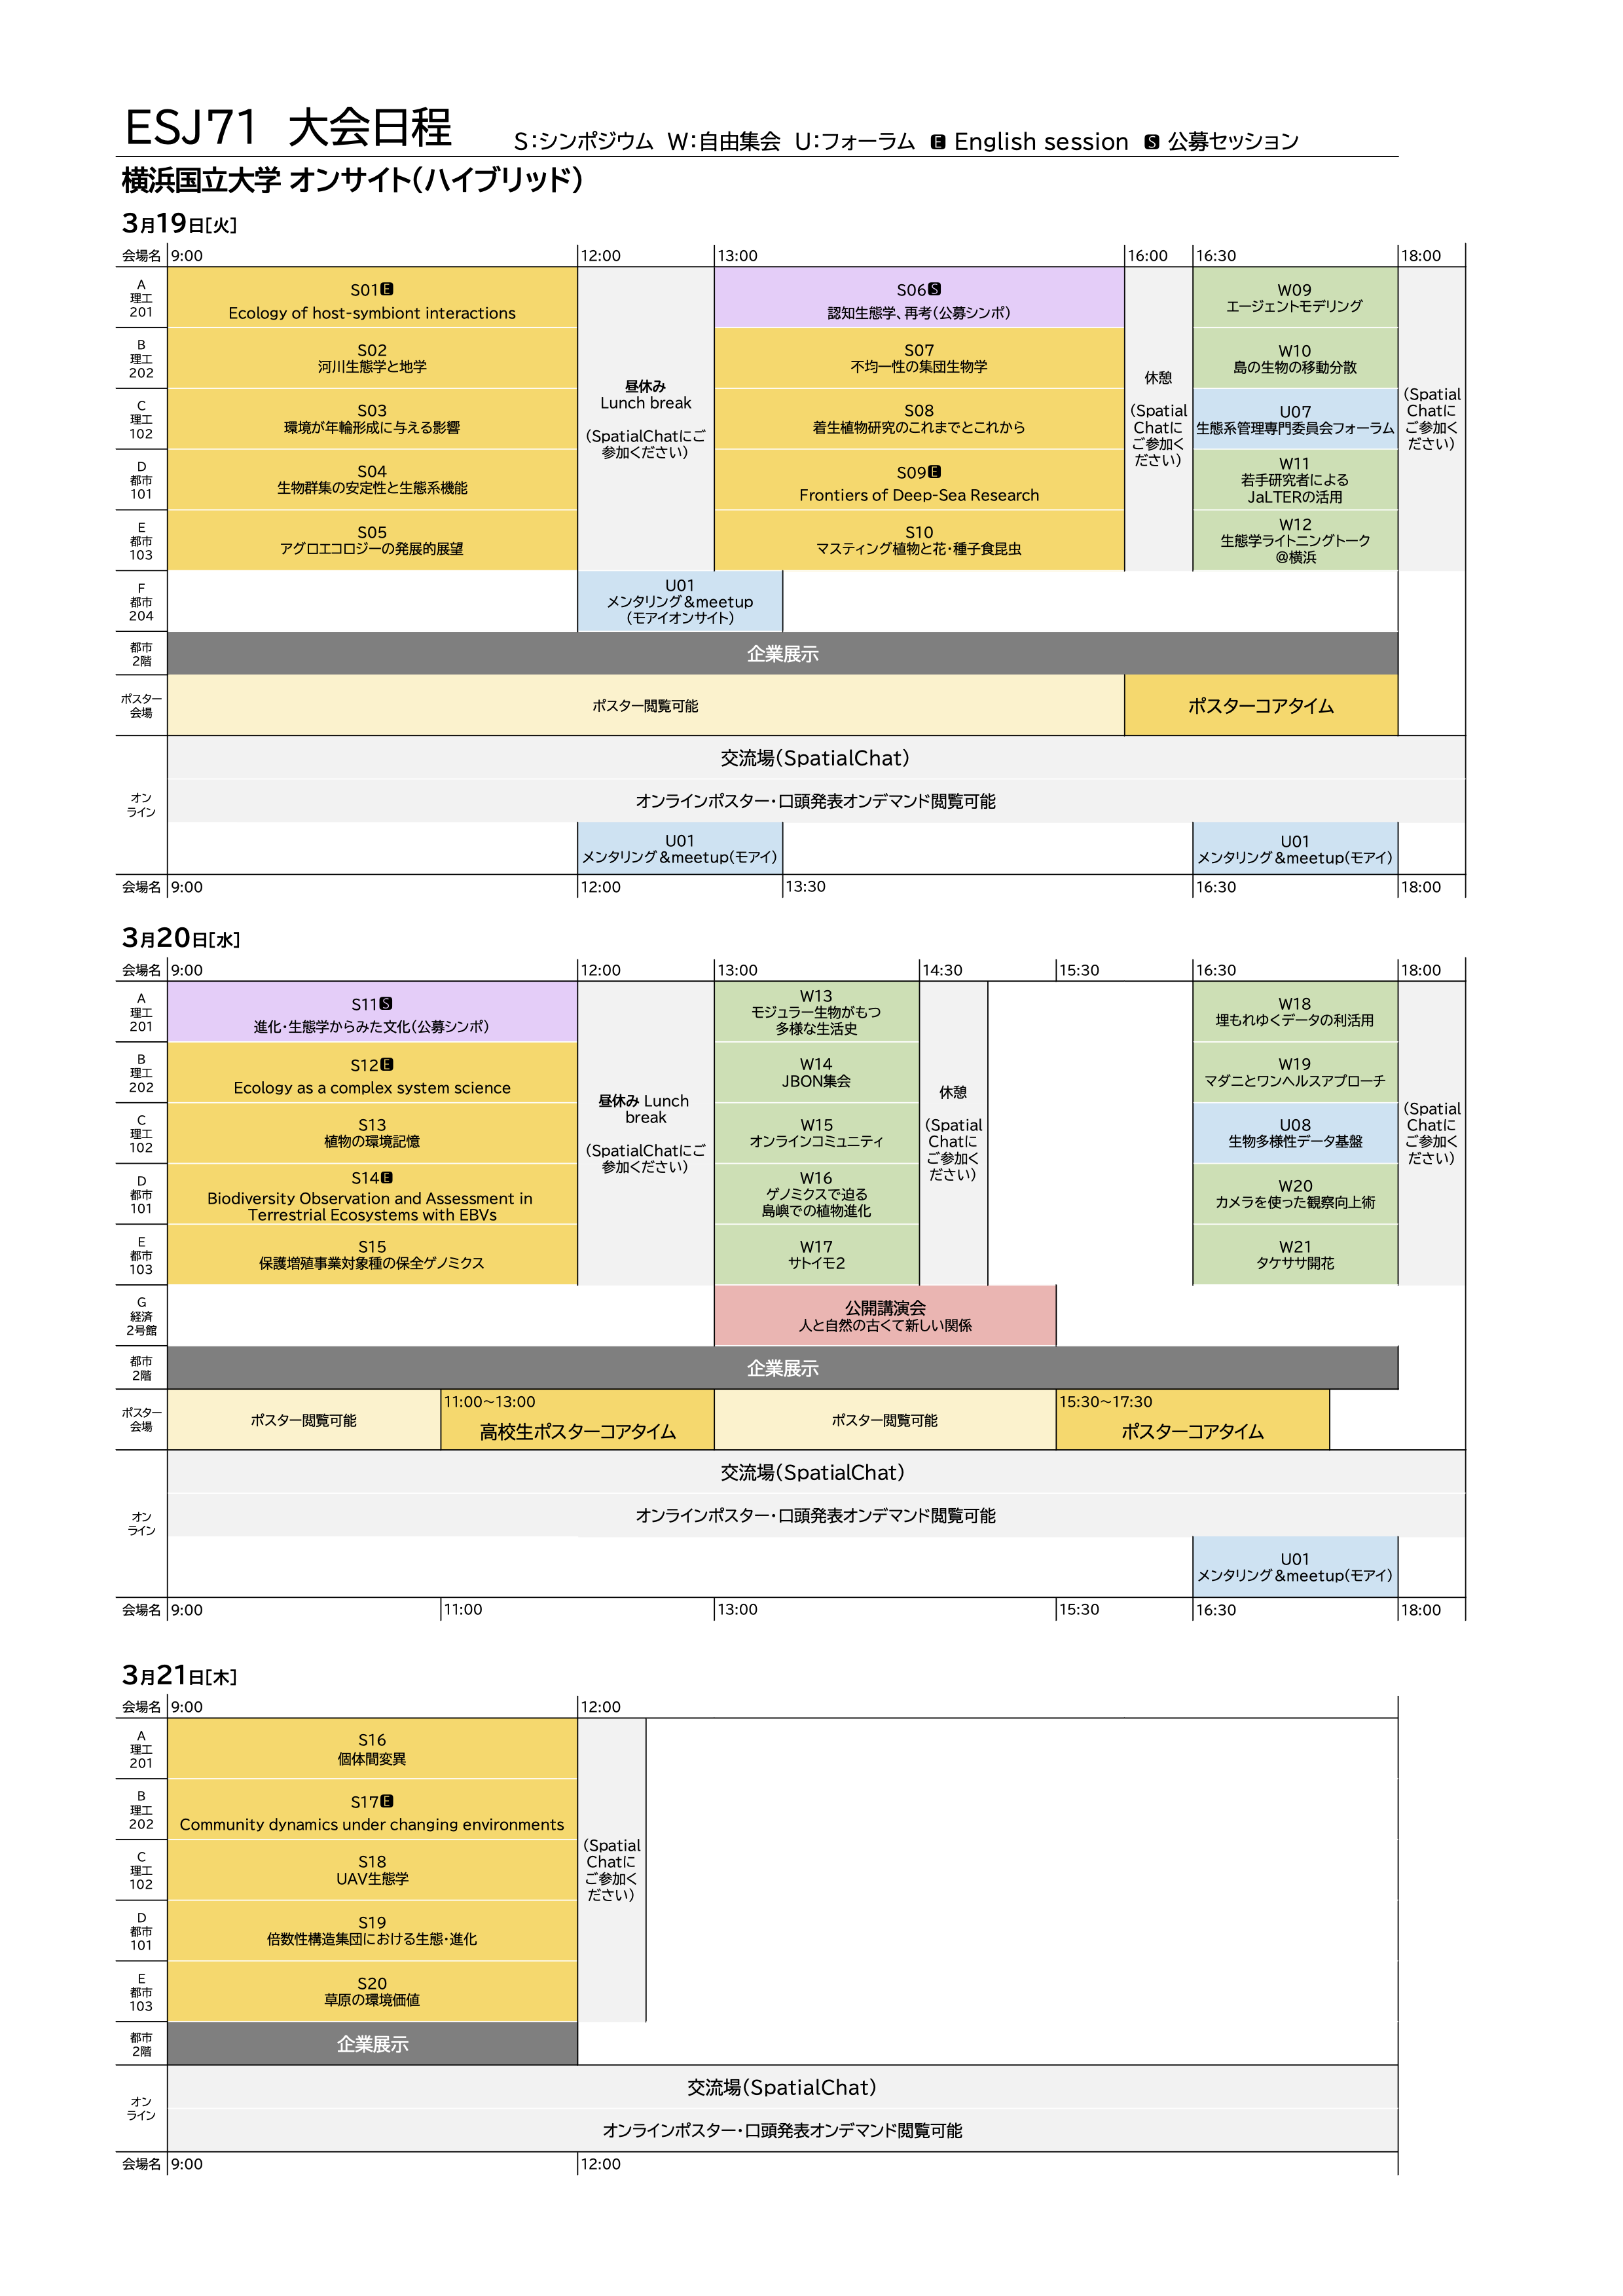 ESJ71 大会日程
S:シンポジウム W:自由集会 U:フォーラム E English session S 公募セッション
横浜国立大学 オンサイト(ハイブリッド)
3月19日[火]
会場名 9:00 12:00 13:00 16:00 16:30 18:00
A
理工
201
S01E
Ecology of host-symbiont interactions
S06S
認知生態学、再考(公募シンポ)
W09
エージェントモデリング
B
理工
202
S02
河川生態学と地学
S07
不均一性の集団生物学
W10
島の生物の移動分散
C
理工
102
S03
環境が年輪形成に与える影響
S08
着生植物研究のこれまでとこれから
U07
生態系管理専門委員会フォーラム
D
都市
101
S04
生物群集の安定性と生態系機能
S09E
Frontiers of Deep-Sea Research
W11
若手研究者による
JaLTERの活用
E
都市
103
S05
アグロエコロジーの発展的展望
S10
マスティング植物と花・種子食昆虫
W12
生態学ライトニングトーク
@横浜
昼休み
Lunch break
(SpatialChatにご
参加ください)
休憩
(Spatial
Chatに
ご参加く
ださい)
(Spatial
Chatに
ご参加く
ださい)
F
都市
204
U01
メンタリング&meetup
(モアイオンサイト)
都市
2階
企業展示
ポスター
会場
ポスター閲覧可能
ポスターコアタイム
オン
ライン
交流場(SpatialChat)
オンラインポスター・口頭発表オンデマンド閲覧可能
U01
メンタリング&meetup(モアイ)
U01
メンタリング&meetup(モアイ)
会場名 9:00 12:00 13:30 16:30 18:00
3月20日[水]
会場名 9:00 12:00 13:00 14:30 15:30 16:30 18:00
A
理工
201
S11S
進化・生態学からみた文化(公募シンポ)
W13
モジュラー生物がもつ
多様な生活史
W18
埋もれゆくデータの利活用
B
理工
202
S12E
Ecology as a complex system science
W14
JBON集会
W19
マダニとワンヘルスアプローチ
C
理工
102
S13
植物の環境記憶
W15
オンラインコミュニティ
U08
生物多様性データ基盤
D
都市
101
S14E
Biodiversity Observation and Assessment in
Terrestrial Ecosystems with EBVs
W16
ゲノミクスで迫る
島嶼での植物進化
W20
カメラを使った観察向上術
E
都市
103
S15
保護増殖事業対象種の保全ゲノミクス
W17
サトイモ2
W21
タケササ開花
昼休み Lunch
break
(SpatialChatにご
参加ください)
休憩
(Spatial
Chatに
ご参加く
ださい)
(Spatial
Chatに
ご参加く
ださい)
G
経済
2号館
公開講演会
人と自然の古くて新しい関係
都市
2階
企業展示
ポスター
会場
ポスター閲覧可能
11:00~13:00
高校生ポスターコアタイム
ポスター閲覧可能
15:30~17:30
ポスターコアタイム
オン
ライン
交流場(SpatialChat)
オンラインポスター・口頭発表オンデマンド閲覧可能
U01
メンタリング&meetup(モアイ)
会場名 9:00 11:00 13:00 15:30 16:30 18:00
3月21日[木]
会場名 9:00 12:00
A
理工
201
S16
個体間変異
B
理工
202
S17E
Community dynamics under changing environments
C
理工
102
S18
UAV生態学
D
都市
101
S19
倍数性構造集団における生態・進化
E
都市
103
S20
草原の環境価値
(Spatial
Chatに
ご参加く
ださい)
都市
2階
企業展示
オン
ライン
交流場(SpatialChat)
オンラインポスター・口頭発表オンデマンド閲覧可能
会場名 9:00 12:00